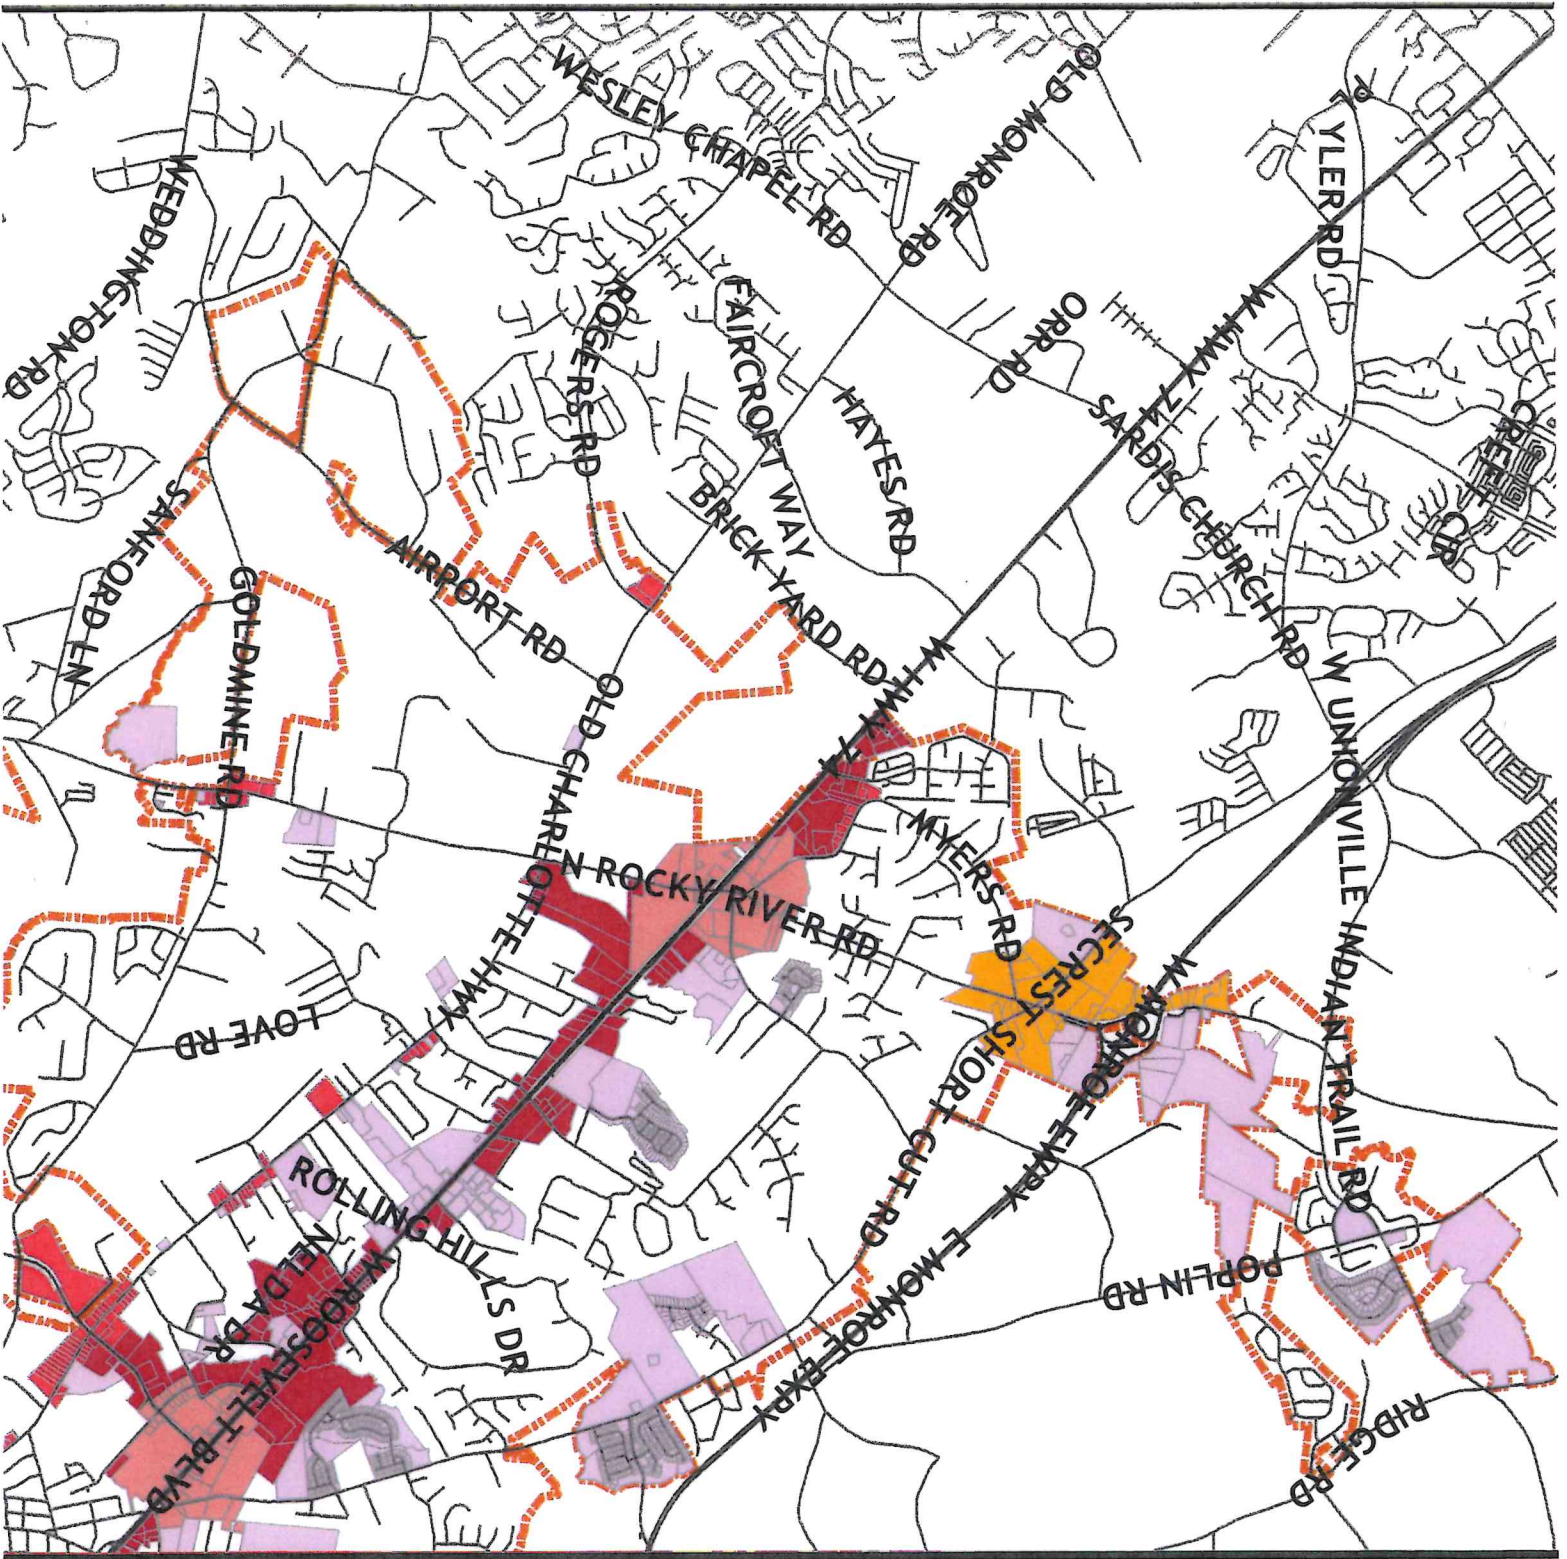 WESLEY CHAPEL RD
OLD MONROE RD
PL
YLER RD
WEDDINGTON RD
ROGERS RD
FAIRCROFT WAY
ORR RD
W HWY 74
HAYES RD
SARDIS CHURCH RD
CREFT CIR
SANFORD LN
BRICK YARD RD
AIRPORT RD
GOLDMINE RD
OLD CHARLOTTE HWY
W HWY 74
W UNIONVILLE INDIAN TRAIL RD
MYERS RD
N ROCKY RIVER RD
SECREST SHORT CUT RD
LOVE RD
W MONROE EWPY
E MONROE EXPY
ROLLING HILLS DR
NELDA DR
W ROOSEVELT BLVD
POPLIN RD
RIDGE RD